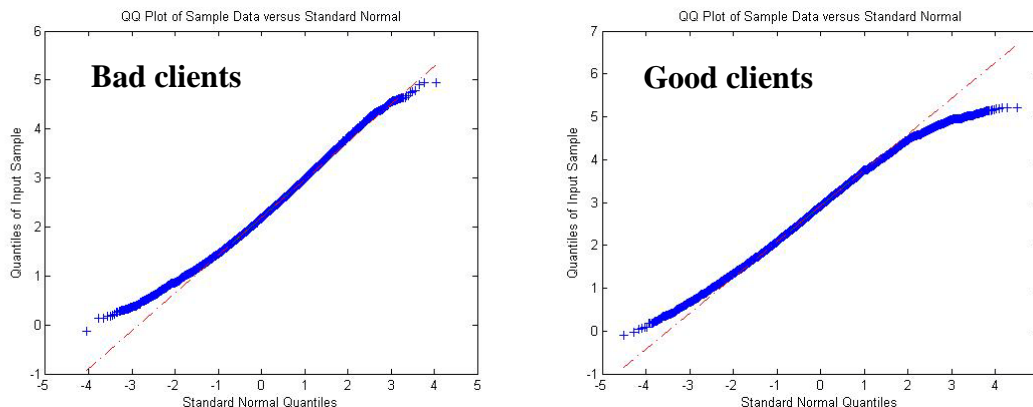 QQ Plot of Sample Data versus Standard Normal
Bad clients
Quantiles of Input Sample
6
5
4
3
2
1
0
-1
-5 -4 -3 -2 -1 0 1 2 3 4 5
Standard Normal Quantiles
QQ Plot of Sample Data versus Standard Normal
Good clients
Quantiles of Input Sample
7
6
5
4
3
2
1
0
-1
-5 -4 -3 -2 -1 0 1 2 3 4
Standard Normal Quantiles